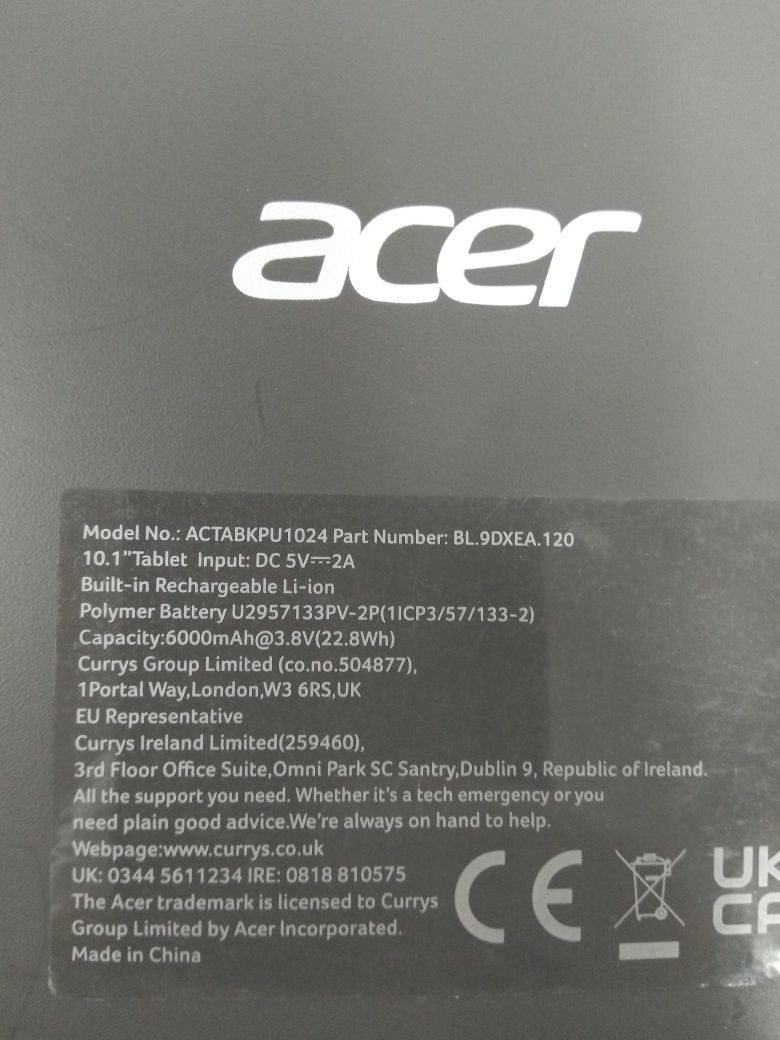 acer
Model No.: ACTABKPU1024 Part Number: BL.9DXEA.120
10.1”Tablet Input: DC 5V⎓2A
Built-in Rechargeable Li-ion
Polymer Battery U2957133PV-2P(1ICP3/57/133-2)
Capacity:6000mAh@3.8V(22.8Wh)
Currys Group Limited (co.no.504877),
1Portal Way,London,W3 6RS,UK
EU Representative
Currys Ireland Limited(259460),
3rd Floor Office Suite,Omni Park SC Santry,Dublin 9, Republic of Ireland.
All the support you need. Whether it's a tech emergency or you
need plain good advice.We're always on hand to help.
Webpage:www.currys.co.uk
UK: 0344 5611234 IRE: 0818 810575
The Acer trademark is licensed to Currys
Group Limited by Acer Incorporated.
Made in China
CE
UK
CA